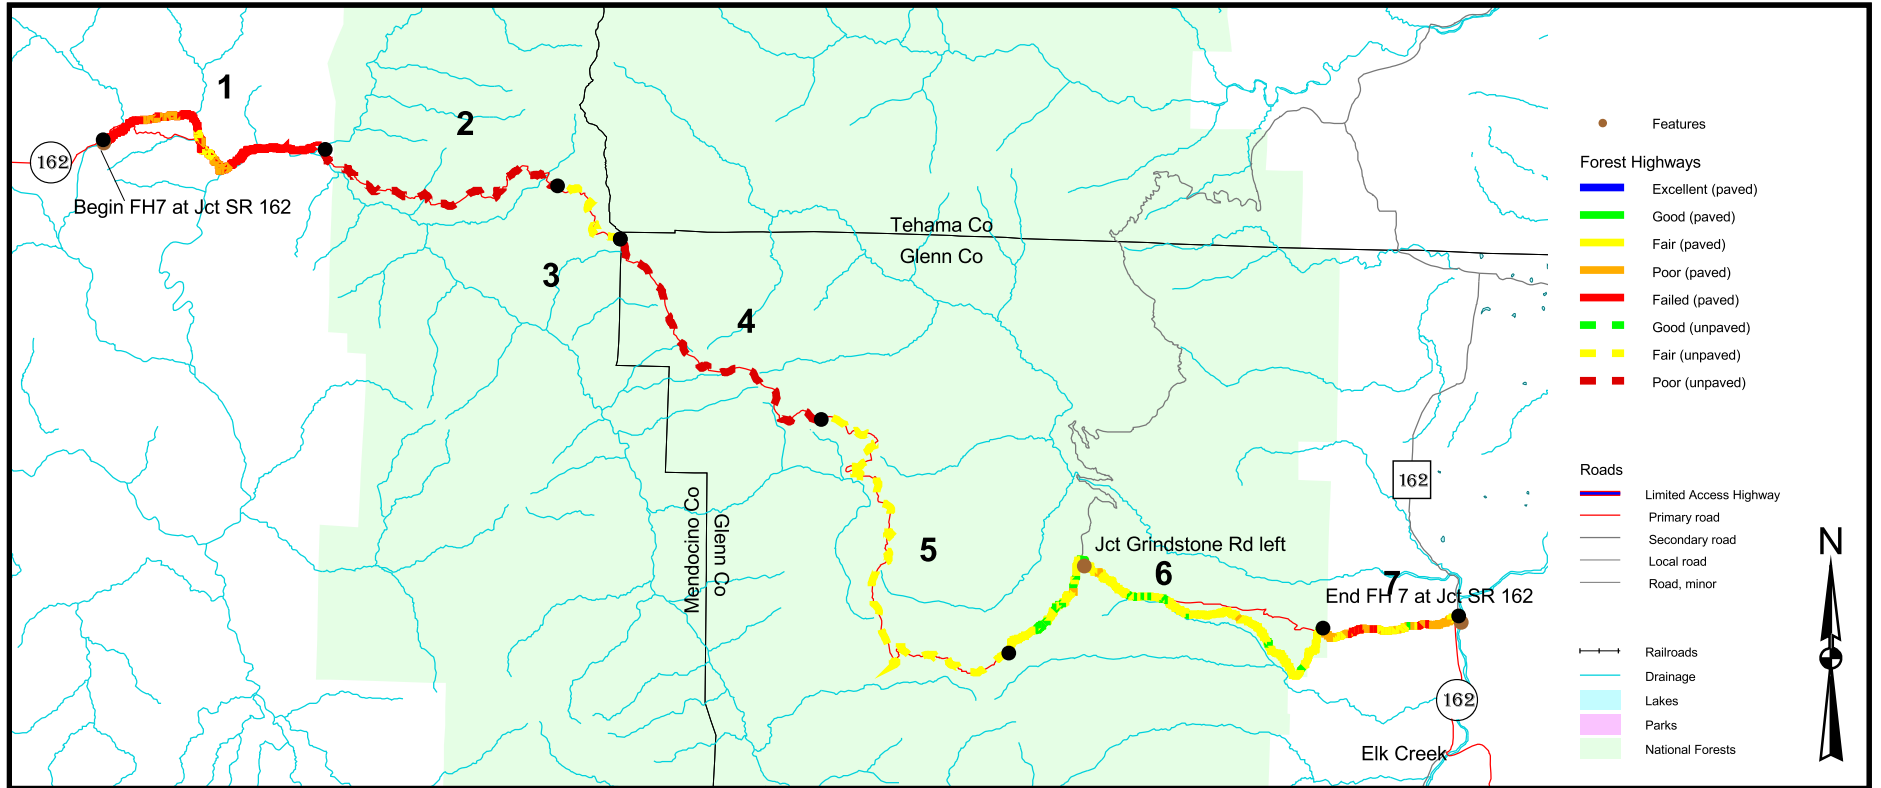 1
2
162
Begin FH7 at Jct SR 162
Tehama Co
Glenn Co
3
4
162
Mendocino Co
Glenn Co
5
Jct Grindstone Rd left
6
7
End FH 7 at Jct SR 162
162
Elk Creek
Features
Forest Highways
Excellent (paved)
Good (paved)
Fair (paved)
Poor (paved)
Failed (paved)
Good (unpaved)
Fair (unpaved)
Poor (unpaved)
Roads
Limited Access Highway
Primary road
Secondary road
Local road
Road, minor
Railroads
Drainage
Lakes
Parks
National Forests
N